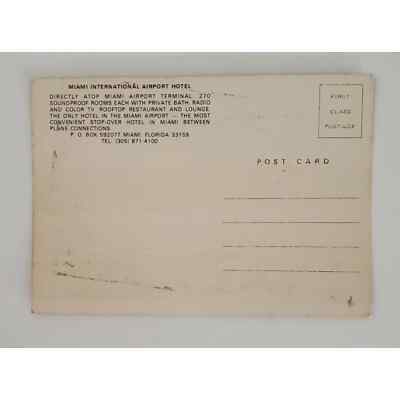 MIAMI INTERNATIONAL AIRPORT HOTEL
DIRECTLY ATOP MIAMI AIRPORT TERMINAL. 270
SOUNDPROOF ROOMS EACH WITH PRIVATE BATH, RADIO
AND COLOR TV. ROOFTOP RESTAURANT AND LOUNGE.
THE ONLY HOTEL IN THE MIAMI AIRPORT — THE MOST
CONVENIENT STOP-OVER HOTEL IN MIAMI BETWEEN
PLANE CONNECTIONS.
P. O. BOX 592077 MIAMI, FLORIDA 33159
TEL. (305) 871-4100
FIRST
CLASS
POSTAGE
POST CARD